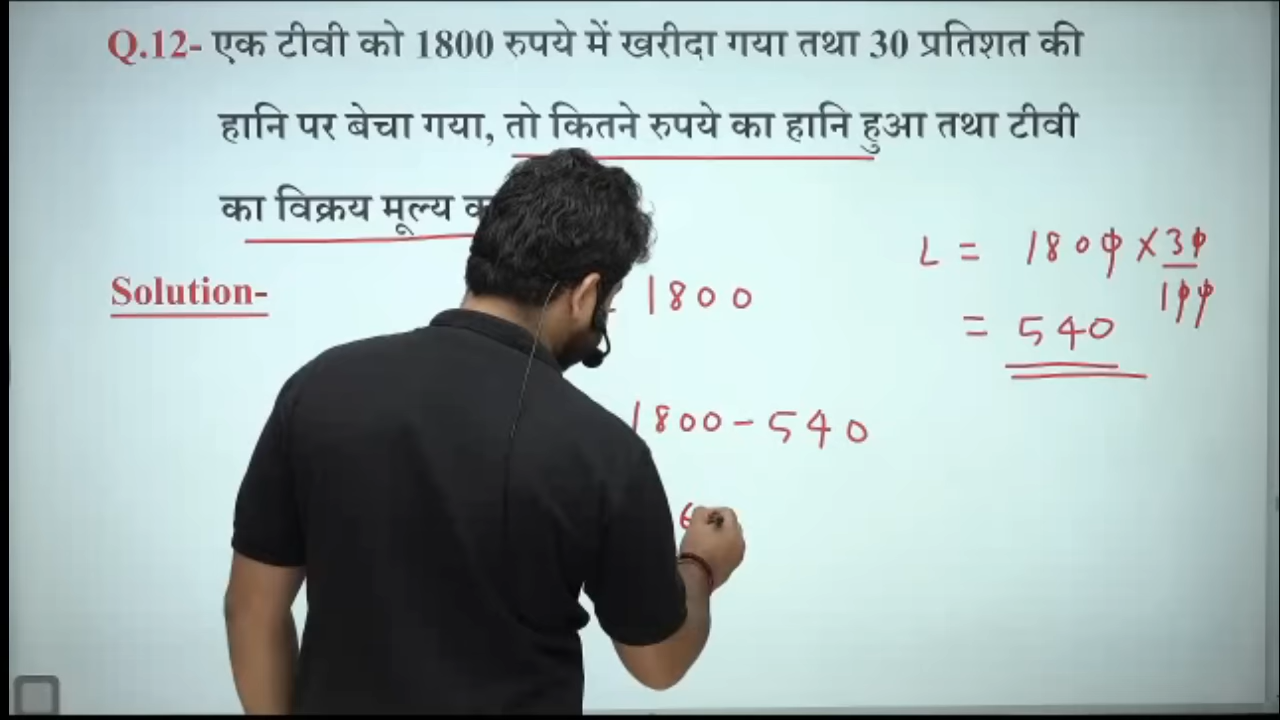 Q.12- एक टीवी को 1800 रुपये में खरीदा गया तथा 30 प्रतिशत की
हानि पर बेचा गया, तो कितने रुपये का हानि हुआ तथा टीवी
का विक्रय मूल्य
Solution-
1800
1800 - 540
6
L = 1800 × 30
100
= 540